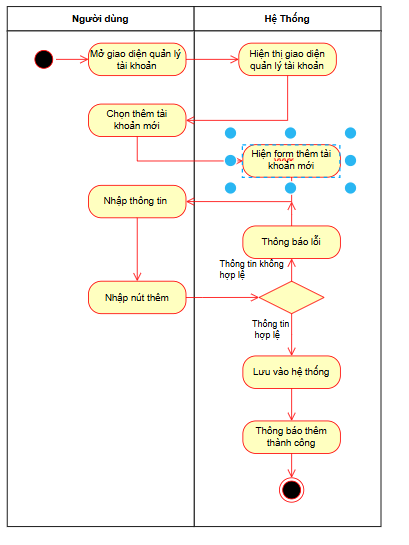 Người dùng
Hệ Thống
Mở giao diện quản lý
tài khoản
Hiện thị giao diện
quản lý tài khoản
Chọn thêm tài
khoản mới
Hiện form thêm tài
khoản mới
Nhập thông tin
Thông báo lỗi
Thông tin không
hợp lệ
Nhập nút thêm
Thông tin
hợp lệ
Lưu vào hệ thống
Thông báo thêm
thành công